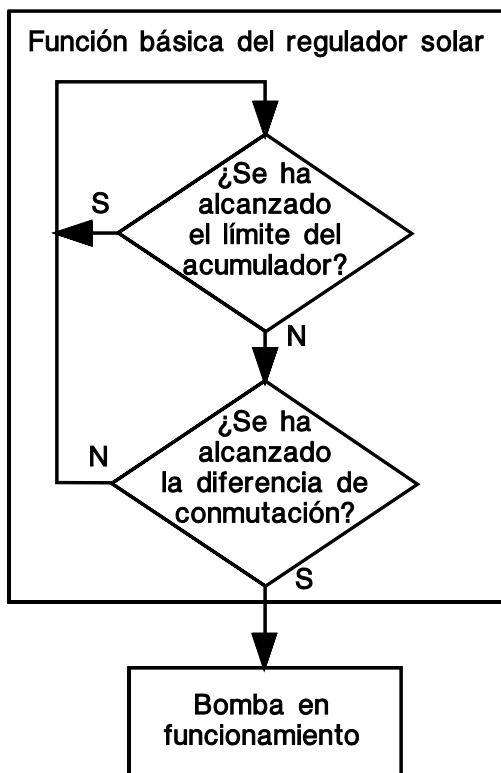 Función básica del regulador solar
¿Se ha
alcanzado
el límite del
acumulador?
S
N
¿Se ha
alcanzado
la diferencia de
conmutación?
N
S
Bomba en
funcionamiento